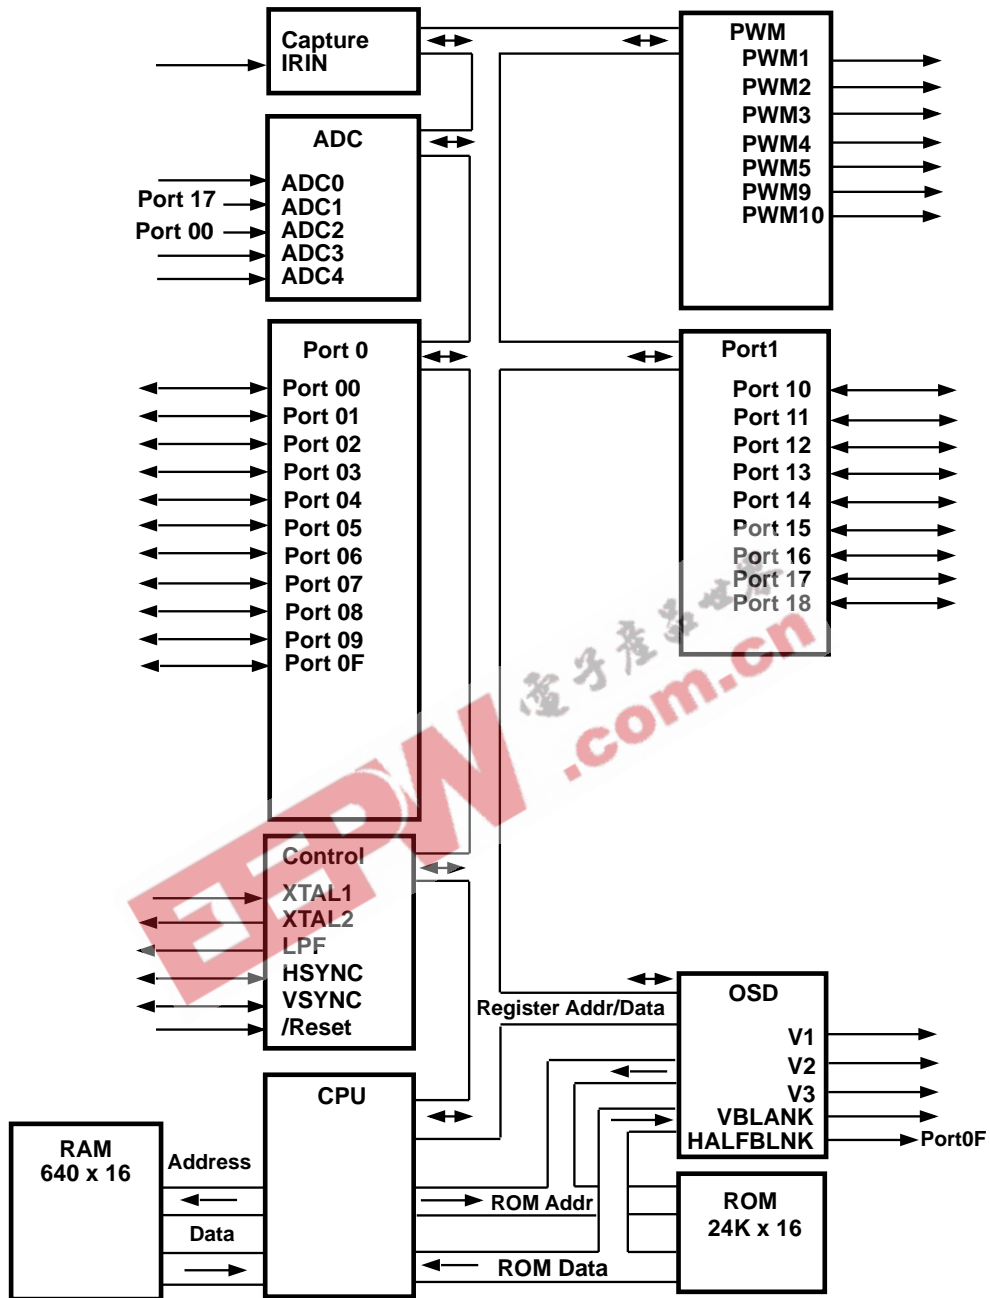 Capture
IRIN
PWM
PWM1
PWM2
PWM3
PWM4
PWM5
PWM9
PWM10
ADC
ADC0
Port 17
ADC1
Port 00
ADC2
ADC3
ADC4
Port 0
Port 00
Port 01
Port 02
Port 03
Port 04
Port 05
Port 06
Port 07
Port 08
Port 09
Port 0F
Port1
Port 10
Port 11
Port 12
Port 13
Port 14
Port 15
Port 16
Port 17
Port 18
電子產品世界
EEPW.com.cn
Control
XTAL1
XTAL2
LPF
HSYNC
VSYNC
/Reset
Register Addr/Data
OSD
V1
V2
V3
VBLANK
HALFBLNK
Port0F
CPU
RAM
640 x 16
Address
Data
ROM Addr
ROM Data
ROM
24K x 16